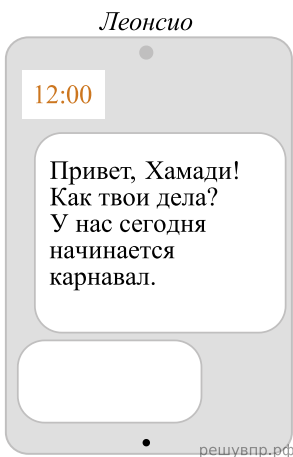 Леонсио
12:00
Привет, Хамади!
Как твои дела?
У нас сегодня
начинается
карнавал.
решувпр.рф